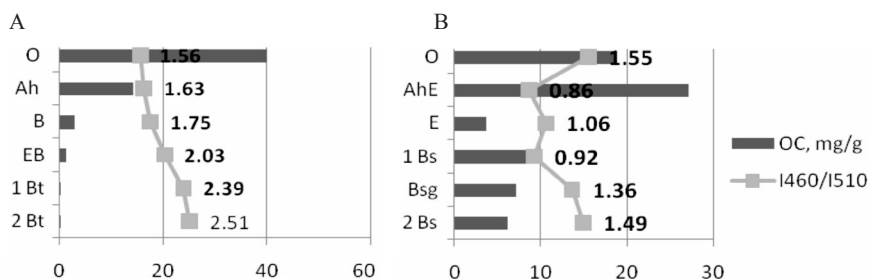 A
O 1.56
Ah 1.63
B 1.75
EB 2.03
1 Bt 2.39
2 Bt 2.51
0 20 40 60
B
O 1.55
AhE 0.86
E 1.06
1 Bs 0.92
Bsg 1.36
2 Bs 1.49
0 10 20 30
OC, mg/g
I460/I510